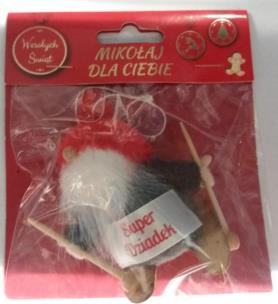 Wesołych
Świąt
MIKOŁAJ
DLA CIEBIE
Super
Dziadek